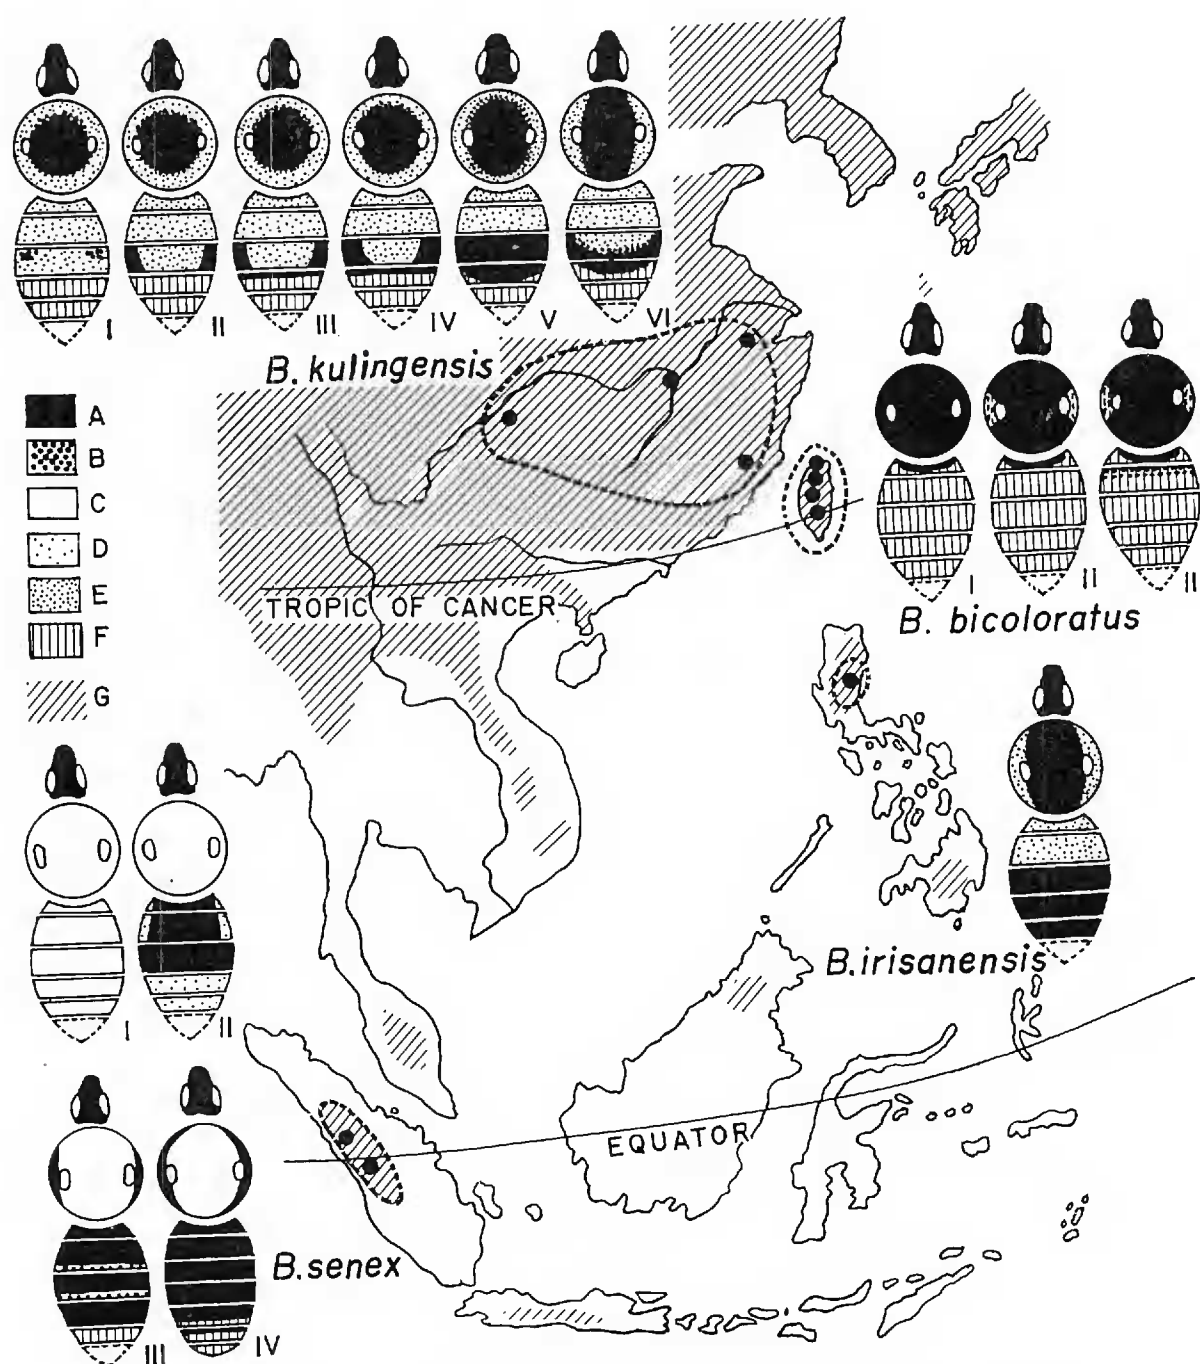 I II III IV V VI
B. kulingensis
A
B
C
D
E
F
G
I II II
B. bicoloratus
TROPIC OF CANCER
B. irisanensis
I II
EQUATOR
B. senex
III IV